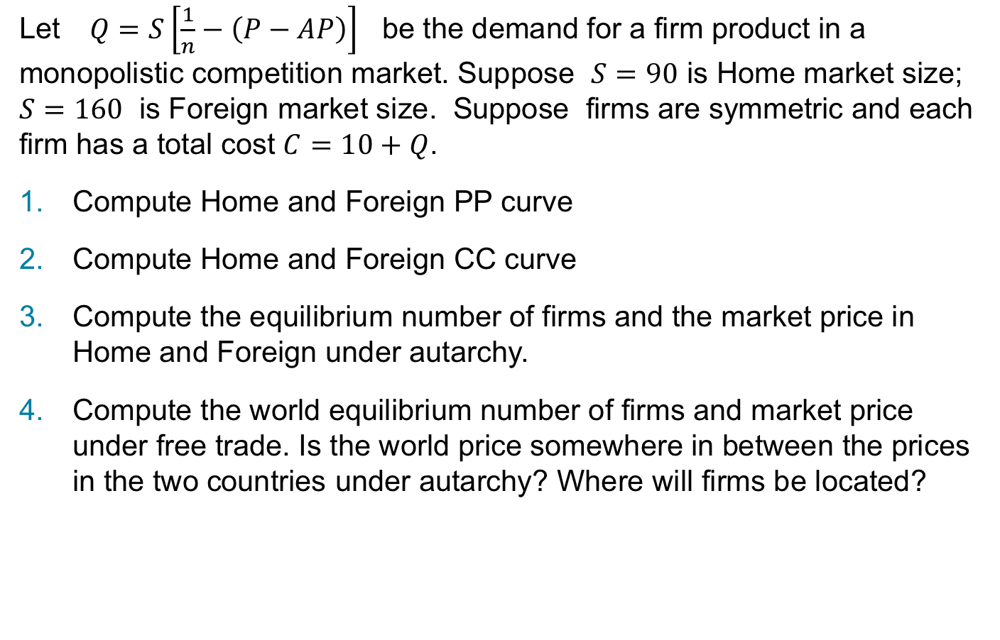 Let Q = S[1/n − (P − AP)] be the demand for a firm product in a
monopolistic competition market. Suppose S = 90 is Home market size;
S = 160 is Foreign market size. Suppose firms are symmetric and each
firm has a total cost C = 10 + Q.
1. Compute Home and Foreign PP curve
2. Compute Home and Foreign CC curve
3. Compute the equilibrium number of firms and the market price in
Home and Foreign under autarchy.
4. Compute the world equilibrium number of firms and market price
under free trade. Is the world price somewhere in between the prices
in the two countries under autarchy? Where will firms be located?